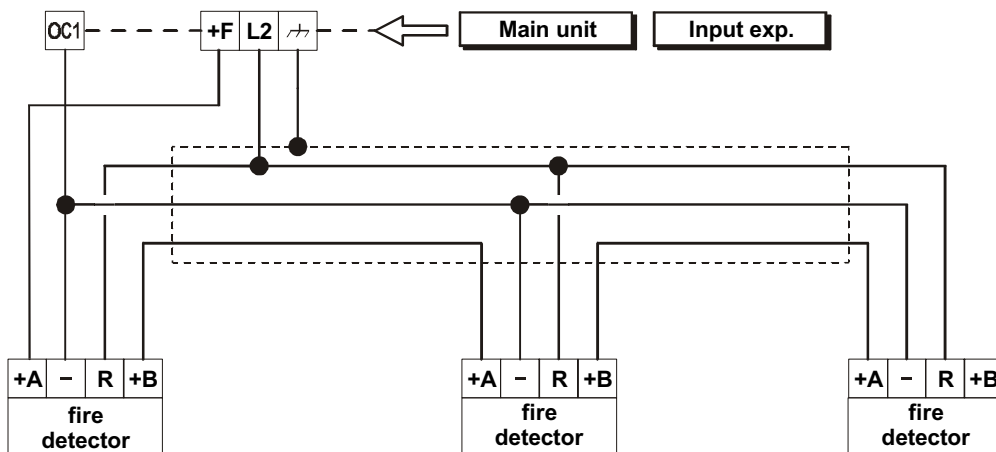 OC1 +F L2 Main unit Input exp.
+A – R +B +A – R +B +A – R +B
fire fire fire
detector detector detector